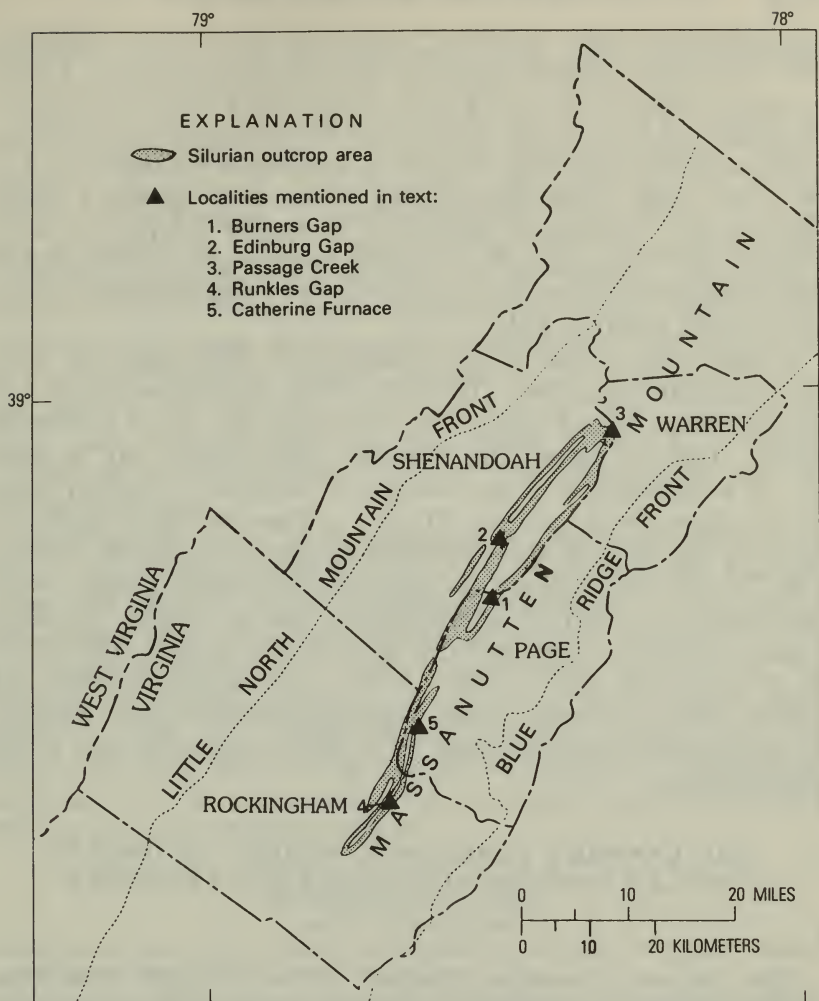 79°
78°
EXPLANATION
Silurian outcrop area
Localities mentioned in text:
1. Burners Gap
2. Edinburg Gap
3. Passage Creek
4. Runkles Gap
5. Catherine Furnace
39°
MOUNTAIN
3
WARREN
FRONT
SHENANDOAH
FRONT
2
MOUNTAIN
RIDGE
1
PAGE
WEST VIRGINIA
VIRGINIA
NORTH
MASSANUTTEN
5
BLUE
LITTLE
ROCKINGHAM
4
0 10 20 MILES
0 10 20 KILOMETERS